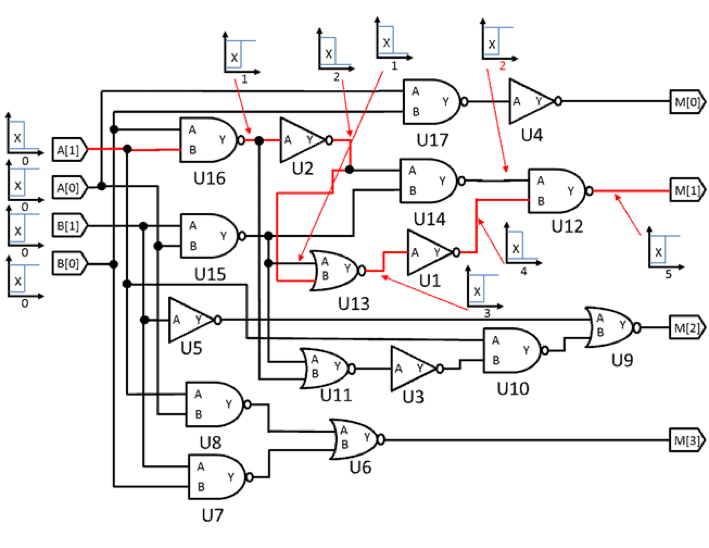 X
1
X
2
X
1
X
2
X
0
X
0
X
0
X
0
A[1]
A[0]
B[1]
B[0]
A
B
Y
U16
A
Y
U2
A
B
Y
U17
A
Y
U4
M[0]
A
B
Y
U15
A
B
Y
U14
A
B
Y
U12
M[1]
A
B
Y
U13
A
Y
U1
X
3
X
4
X
5
A
Y
U5
A
B
Y
U11
A
Y
U3
A
B
Y
U10
A
B
Y
U9
M[2]
A
B
Y
U8
A
B
Y
U7
A
B
Y
U6
M[3]